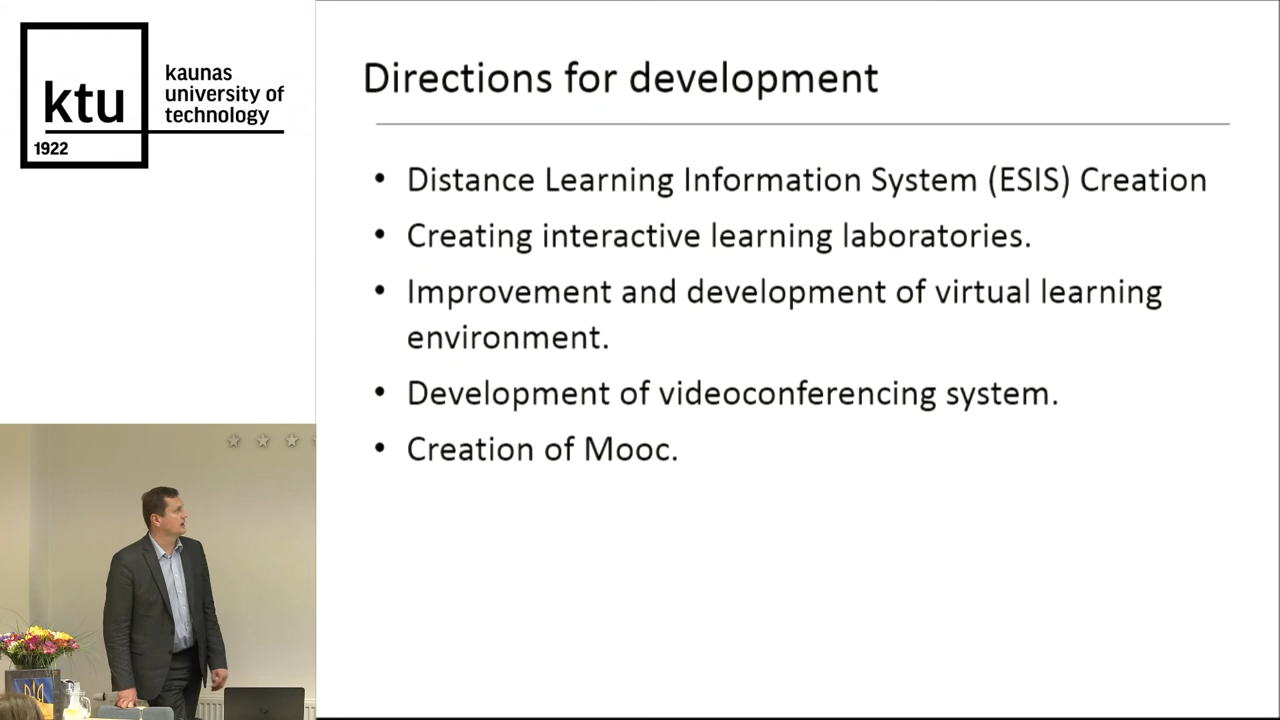 ktu
1922
kaunas
university of
technology
Directions for development
• Distance Learning Information System (ESIS) Creation
• Creating interactive learning laboratories.
• Improvement and development of virtual learning
environment.
• Development of videoconferencing system.
• Creation of Mooc.